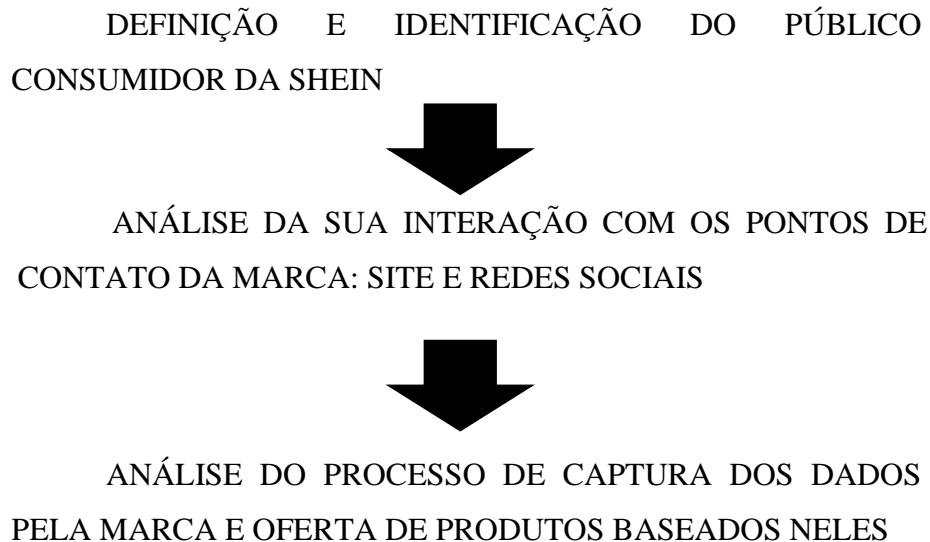 DEFINIÇÃO E IDENTIFICAÇÃO DO PÚBLICO
CONSUMIDOR DA SHEIN
ANÁLISE DA SUA INTERAÇÃO COM OS PONTOS DE
CONTATO DA MARCA: SITE E REDES SOCIAIS
ANÁLISE DO PROCESSO DE CAPTURA DOS DADOS
PELA MARCA E OFERTA DE PRODUTOS BASEADOS NELES